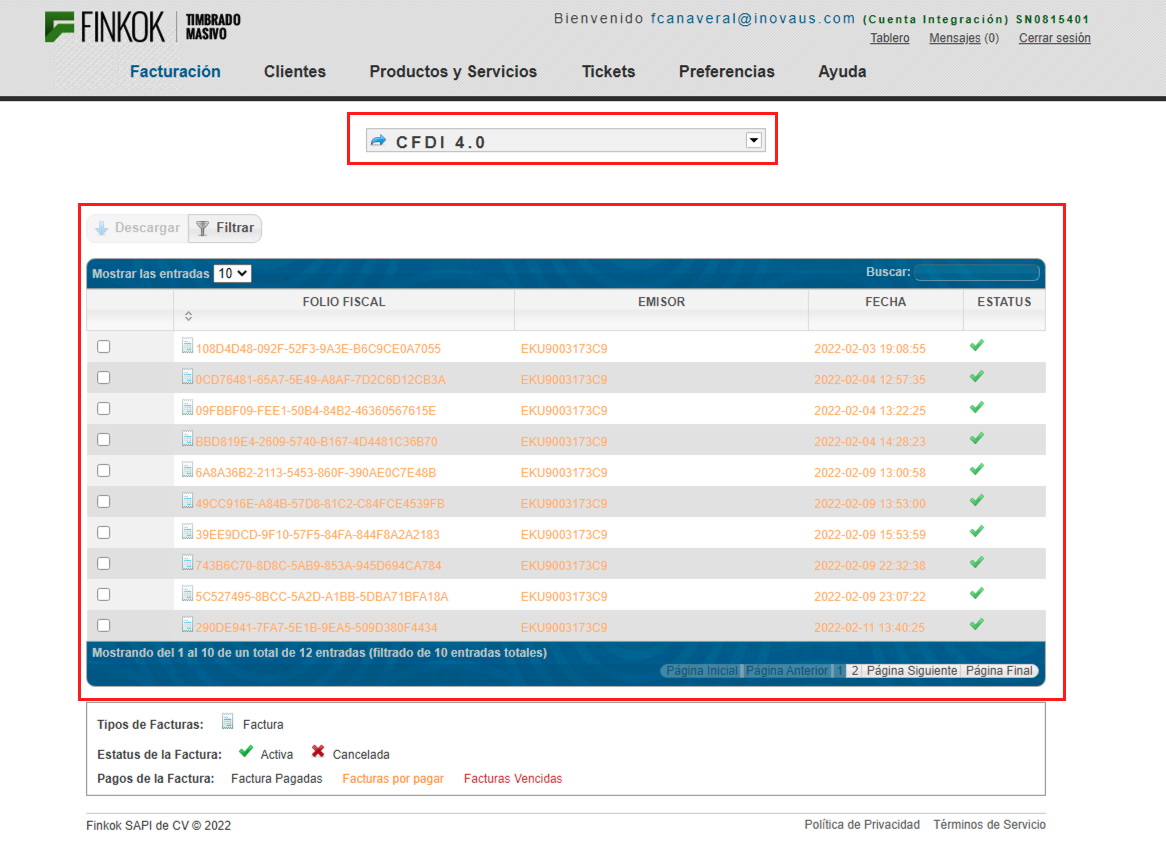 FINKOK TIMBRADO MASIVO
Bienvenido fcanaveral@inovaus.com (Cuenta Integración) SN0815401
Tablero Mensajes (0) Cerrar sesión
Facturación Clientes Productos y Servicios Tickets Preferencias Ayuda
CFDI 4.0
Descargar Filtrar
Mostrar las entradas 10 Buscar:
FOLIO FISCAL EMISOR FECHA ESTATUS
108D4D48-092F-52F3-9A3E-B6C9CE0A7055 EKU9003173C9 2022-02-03 19:08:55
0CD76481-65A7-5E49-A8AF-7D2C6D12CB3A EKU9003173C9 2022-02-04 12:57:35
09FBBF09-FEE1-50B4-84B2-46360567615E EKU9003173C9 2022-02-04 13:22:25
BBD819E4-2609-5740-B167-4D4481C36B70 EKU9003173C9 2022-02-04 14:28:23
6A8A36B2-2113-5453-860F-390AE0C7E48B EKU9003173C9 2022-02-09 13:00:58
49CC916E-A84B-57D8-81C2-C84FCE4539FB EKU9003173C9 2022-02-09 13:53:00
39EE9DCD-9F10-57F5-84FA-844F8A2A2183 EKU9003173C9 2022-02-09 15:53:59
743B6C70-8D8C-5AB9-853A-945D694CA784 EKU9003173C9 2022-02-09 22:32:38
5C527495-8BCC-5A2D-A1BB-5DBA71BFA18A EKU9003173C9 2022-02-09 23:07:22
290DE941-7FA7-5E1B-9EA5-509D380F4434 EKU9003173C9 2022-02-11 13:40:25
Mostrando del 1 al 10 de un total de 12 entradas (filtrado de 10 entradas totales)
Página Inicial Página Anterior 1 2 Página Siguiente Página Final
Tipos de Facturas: Factura
Estatus de la Factura: Activa Cancelada
Pagos de la Factura: Factura Pagadas Facturas por pagar Facturas Vencidas
Finkok SAPI de CV © 2022 Política de Privacidad Términos de Servicio